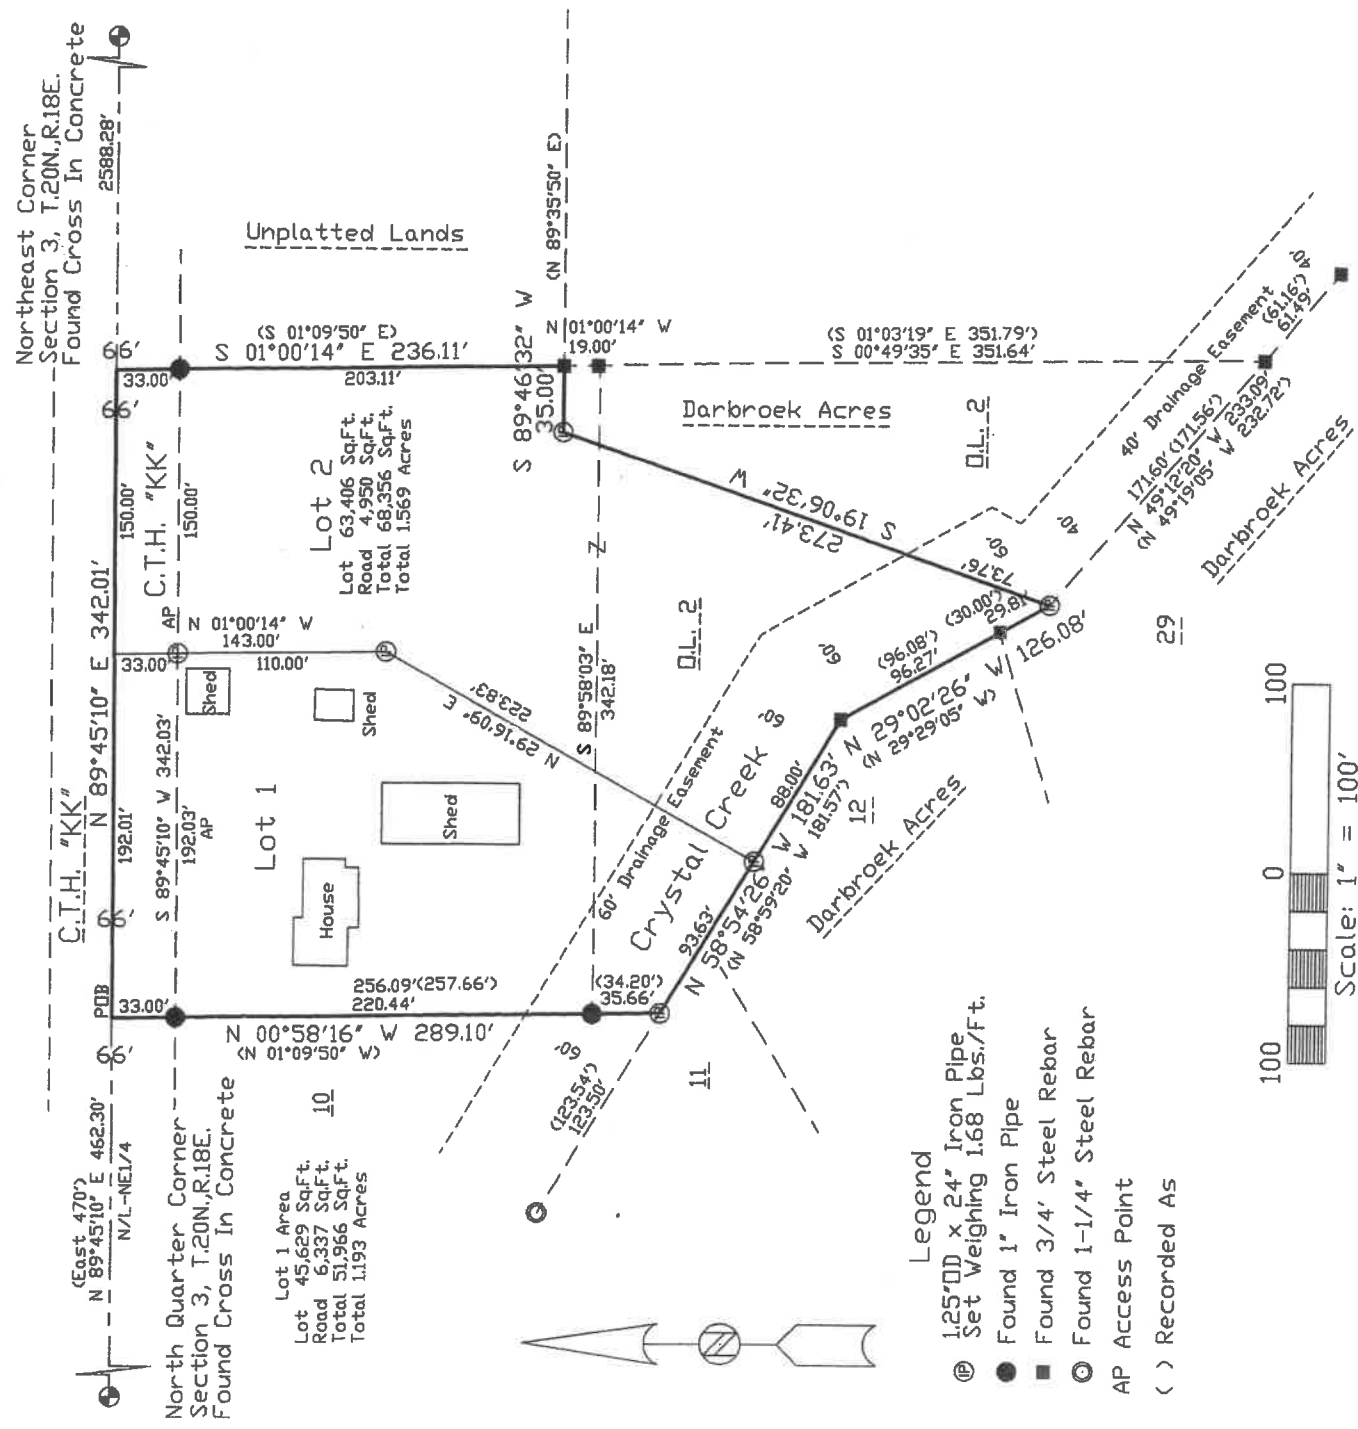 Northeast Corner
Section 3, T.20N.,R.18E.
Found Cross In Concrete
2588.28'
Unplatted Lands
(N 89°35'50" E)
66'
33.00'
66'
(S 01°09'50" E)
S 01°00'14" E 236.11'
203.11'
S 89°46'32" W
35.00'
N 01°00'14" W
19.00'
(S 01°03'19" E 351.79')
S 00°49'35" E 351.64'
Darbroek Acres
O.L. 2
40' Drainage Easement
(61.16')
61.49'
40'
171.60' (171.56')
N 49°12'20" W 233.09'
(N 49°19'05" W 232.72')
Darbroek Acres
29
C.T.H. "KK"
N 89°45'10" E 342.01'
150.00'
C.T.H. "KK"
150.00'
Lot 2
Lot 63,406 Sq.Ft.
Road 4,950 Sq.Ft.
Total 68,356 Sq.Ft.
Total 1.569 Acres
S 19°06'32" W
273.41'
73.76'
60'
40'
AP
N 01°00'14" W
143.00'
33.00'
110.00'
Shed
Shed
N 29°16'09" E
223.83'
S 89°58'03" E
342.18'
O.L. 2
60'
(30.00')
29.81'
(96.08')
96.27'
N 29°02'26" W 126.08'
(N 29°29'05" W)
192.01'
S 89°45'10" W 342.03'
192.03'
AP
Lot 1
House
Shed
60' Drainage Easement
60'
Crystal Creek
88.00'
93.63'
N 58°54'26" W 181.63'
(N 58°59'20" W 181.57')
12
Darbroek Acres
66'
POB
33.00'
66'
256.09'(257.66')
220.44'
N 00°58'16" W 289.10'
(N 01°09'50" W)
(34.20')
35.66'
60'
(123.54')
123.50'
10
11
(East 470')
N 89°45'10" E 462.30'
N/L-NE1/4
North Quarter Corner
Section 3, T.20N.,R.18E.
Found Cross In Concrete
Lot 1 Area
Lot 45,629 Sq.Ft.
Road 6,337 Sq.Ft.
Total 51,966 Sq.Ft.
Total 1.193 Acres
Legend
IP 1.25"OD x 24" Iron Pipe
Set Weighing 1.68 Lbs./Ft.
Found 1" Iron Pipe
Found 3/4' Steel Rebar
Found 1-1/4" Steel Rebar
AP Access Point
( ) Recorded As
100 0 100
Scale: 1" = 100'